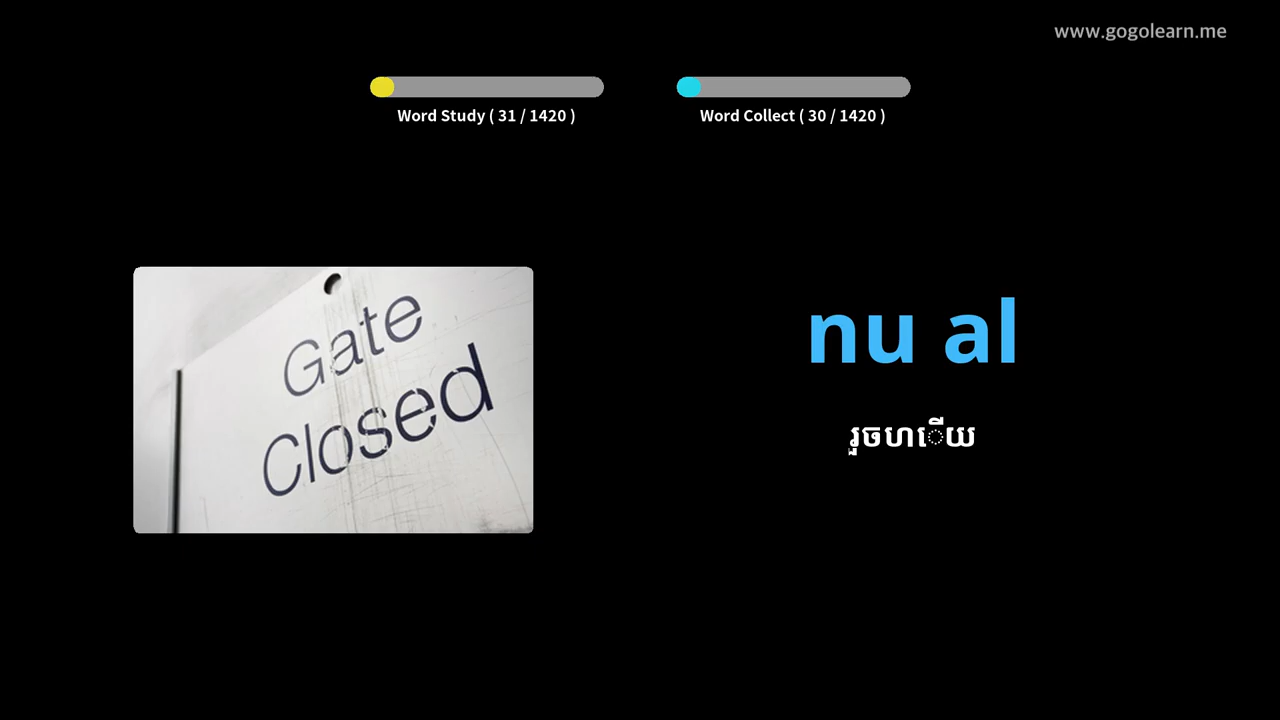 www.gogolearn.me
Word Study ( 31 / 1420 )
Word Collect ( 30 / 1420 )
Gate
Closed
nu al
រួចហើយ